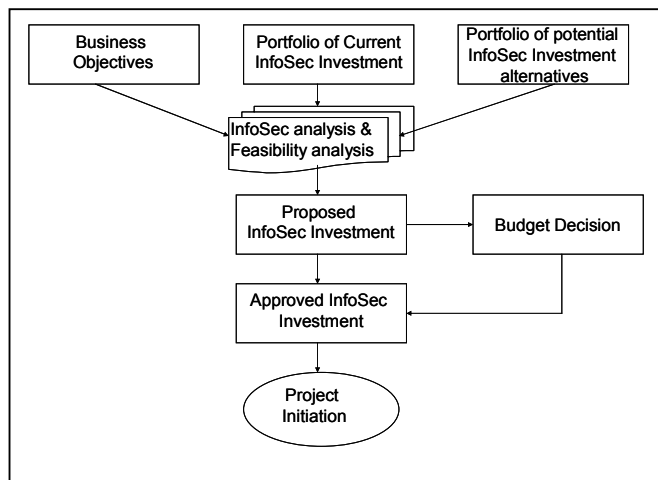 Business
Objectives
Portfolio of Current
InfoSec Investment
Portfolio of potential
InfoSec Investment
alternatives
InfoSec analysis &
Feasibility analysis
Proposed
InfoSec Investment
Budget Decision
Approved InfoSec
Investment
Project
Initiation